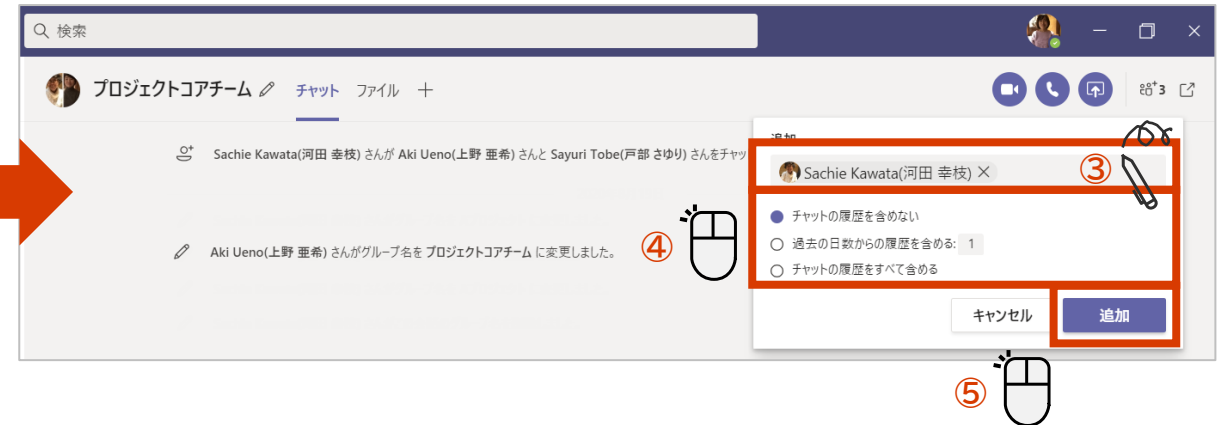 検索
プロジェクトコアチーム チャット ファイル
3
Sachie Kawata(河田 幸枝) さんが Aki Ueno(上野 亜希) さんと Sayuri Tobe(戸部 さゆり) さんをチャッ
追加
Sachie Kawata(河田 幸枝)
③
チャットの履歴を含めない
④
過去の日数からの履歴を含める: 1
Aki Ueno(上野 亜希) さんがグループ名を プロジェクトコアチーム に変更しました。
チャットの履歴をすべて含める
キャンセル 追加
⑤